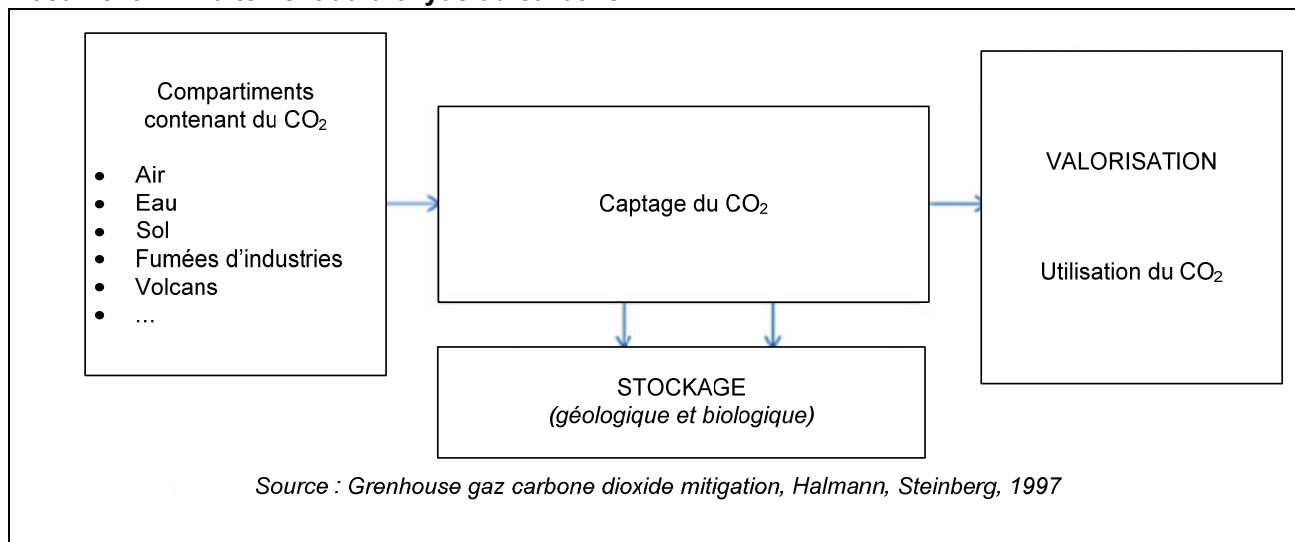 Compartiments
contenant du CO₂
• Air
• Eau
• Sol
• Fumées d'industries
• Volcans
• ...
Captage du CO₂
VALORISATION
Utilisation du CO₂
STOCKAGE
(géologique et biologique)
Source : Grenhouse gaz carbone dioxide mitigation, Halmann, Steinberg, 1997